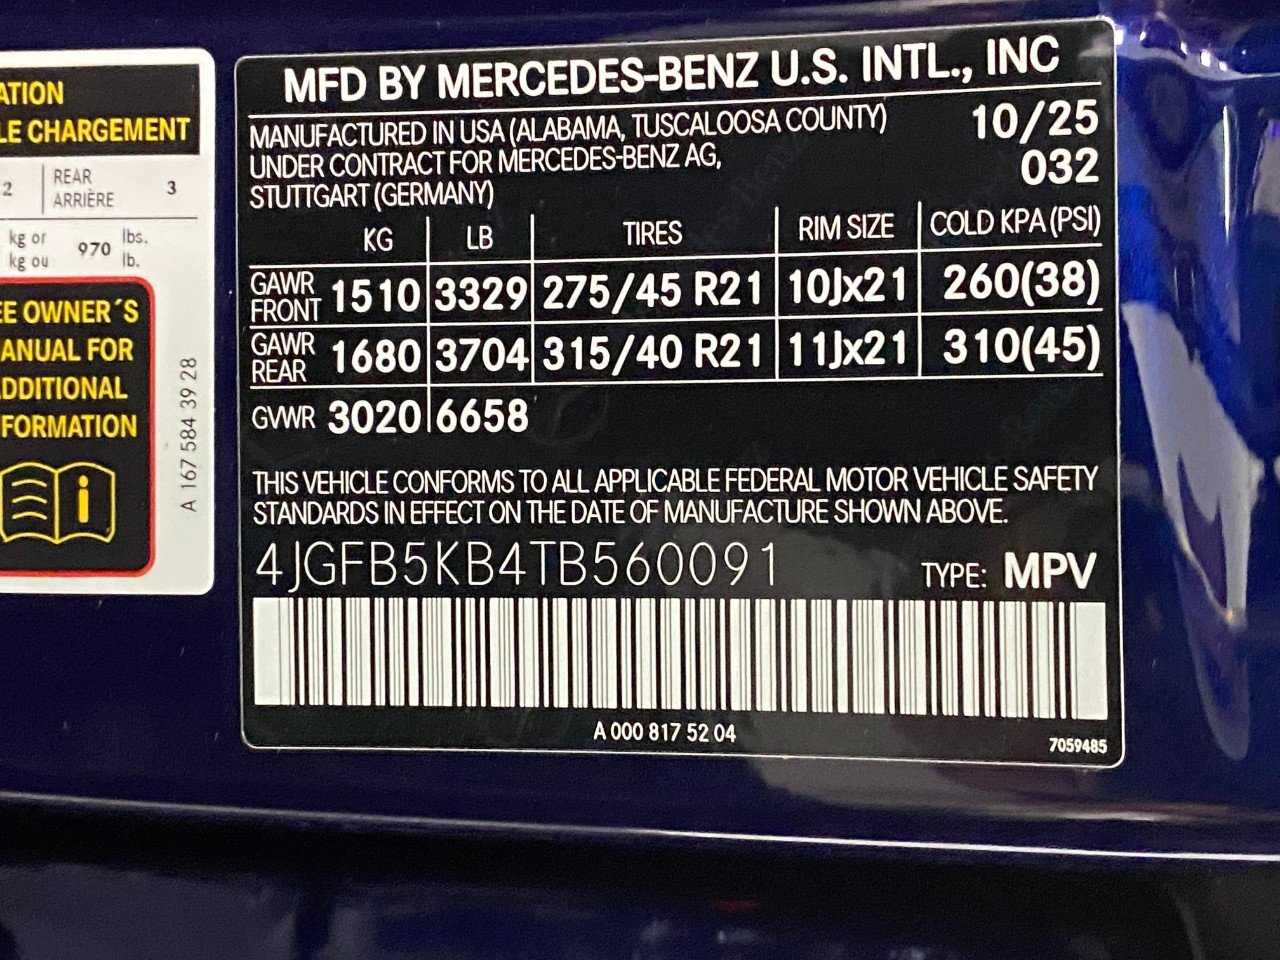 ATION
LE CHARGEMENT
2 REAR 3
ARRIÈRE
kg or 970 lbs.
kg ou lb.
EE OWNER´S
ANUAL FOR
DDITIONAL
FORMATION
A 167 584 39 28
MFD BY MERCEDES-BENZ U.S. INTL., INC
MANUFACTURED IN USA (ALABAMA, TUSCALOOSA COUNTY) 10/25
UNDER CONTRACT FOR MERCEDES-BENZ AG, 032
STUTTGART (GERMANY)
KG LB TIRES RIM SIZE COLD KPA (PSI)
GAWR FRONT 1510 3329 275/45 R21 10Jx21 260(38)
GAWR REAR 1680 3704 315/40 R21 11Jx21 310(45)
GVWR 3020 6658
THIS VEHICLE CONFORMS TO ALL APPLICABLE FEDERAL MOTOR VEHICLE SAFETY
STANDARDS IN EFFECT ON THE DATE OF MANUFACTURE SHOWN ABOVE.
4JGFB5KB4TB560091 TYPE: MPV
A 000 817 52 04
7059485